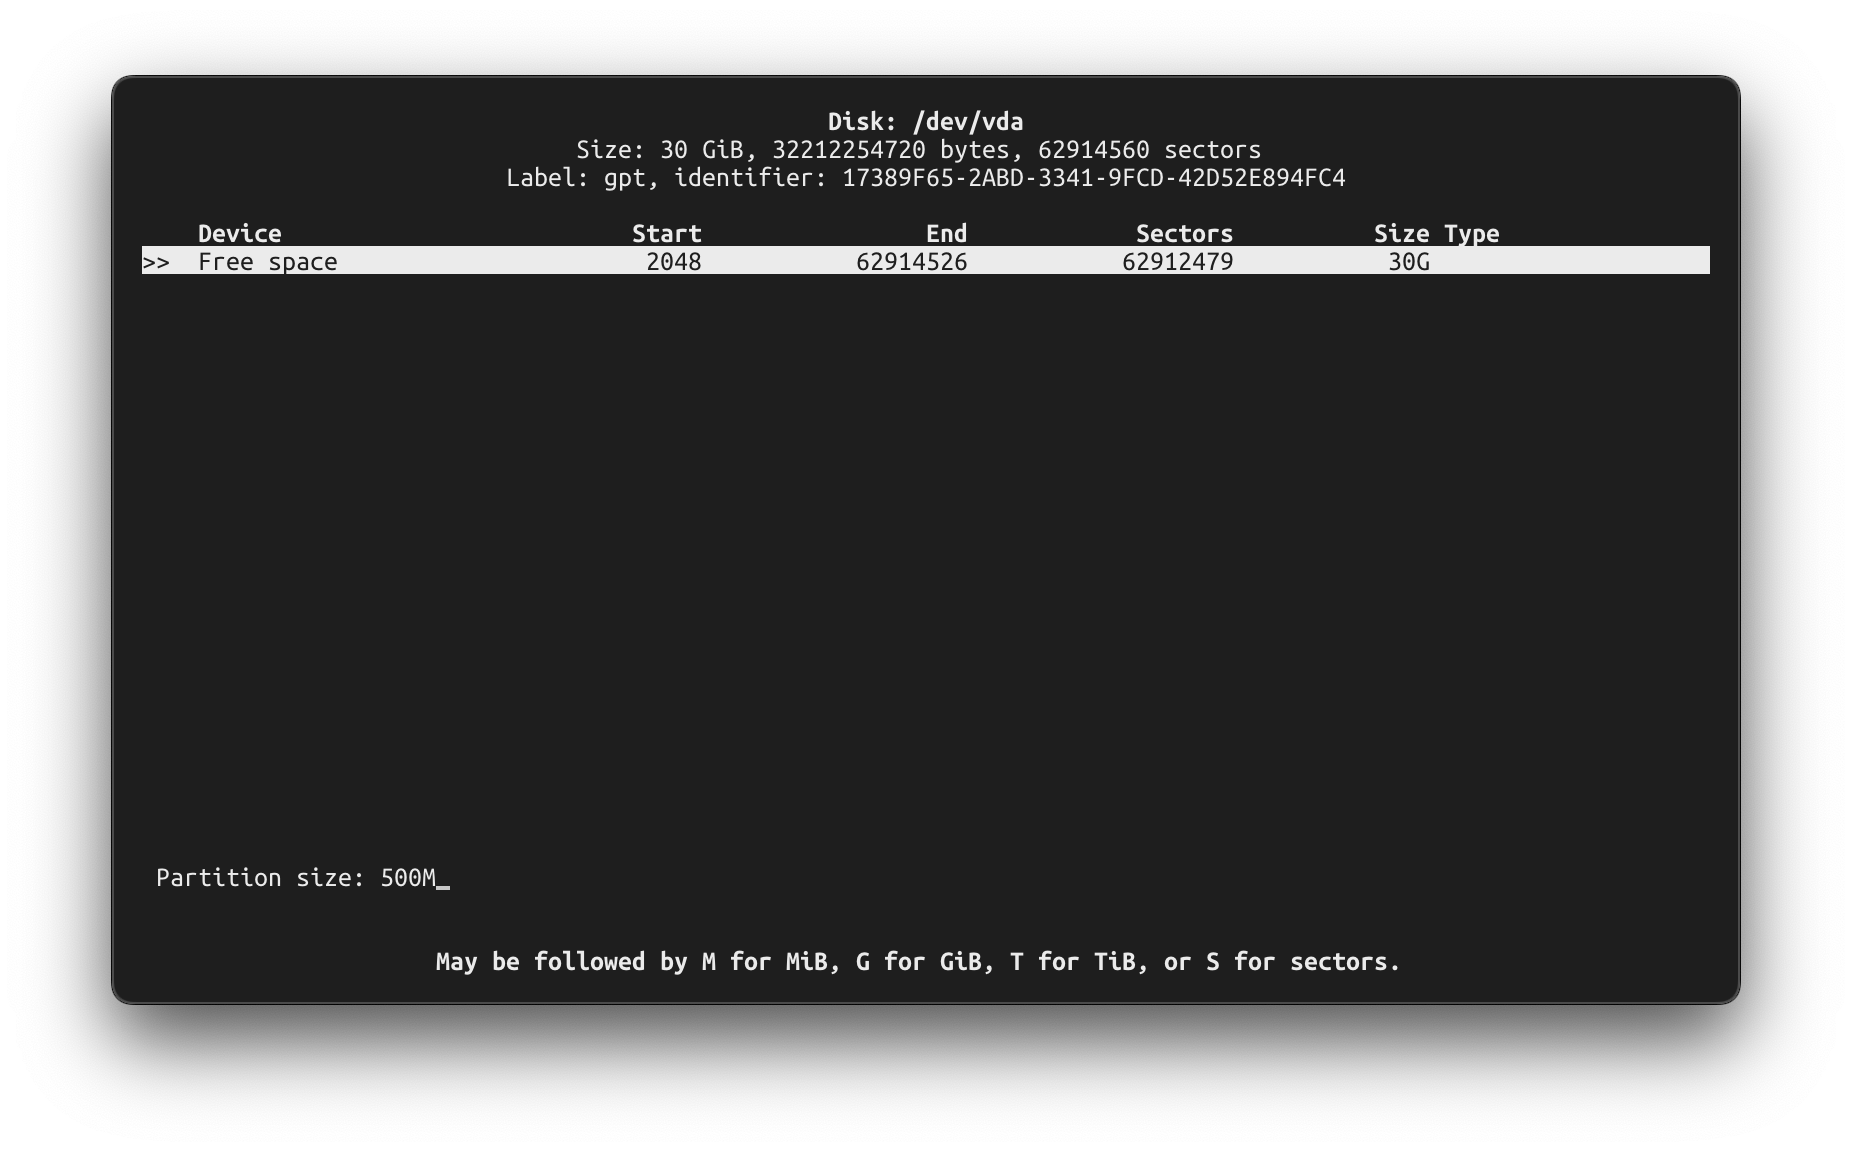 Disk: /dev/vda
Size: 30 GiB, 32212254720 bytes, 62914560 sectors
Label: gpt, identifier: 17389F65-2ABD-3341-9FCD-42D52E894FC4
Device Start End Sectors Size Type
>> Free space 2048 62914526 62912479 30G
Partition size: 500M_
May be followed by M for MiB, G for GiB, T for TiB, or S for sectors.